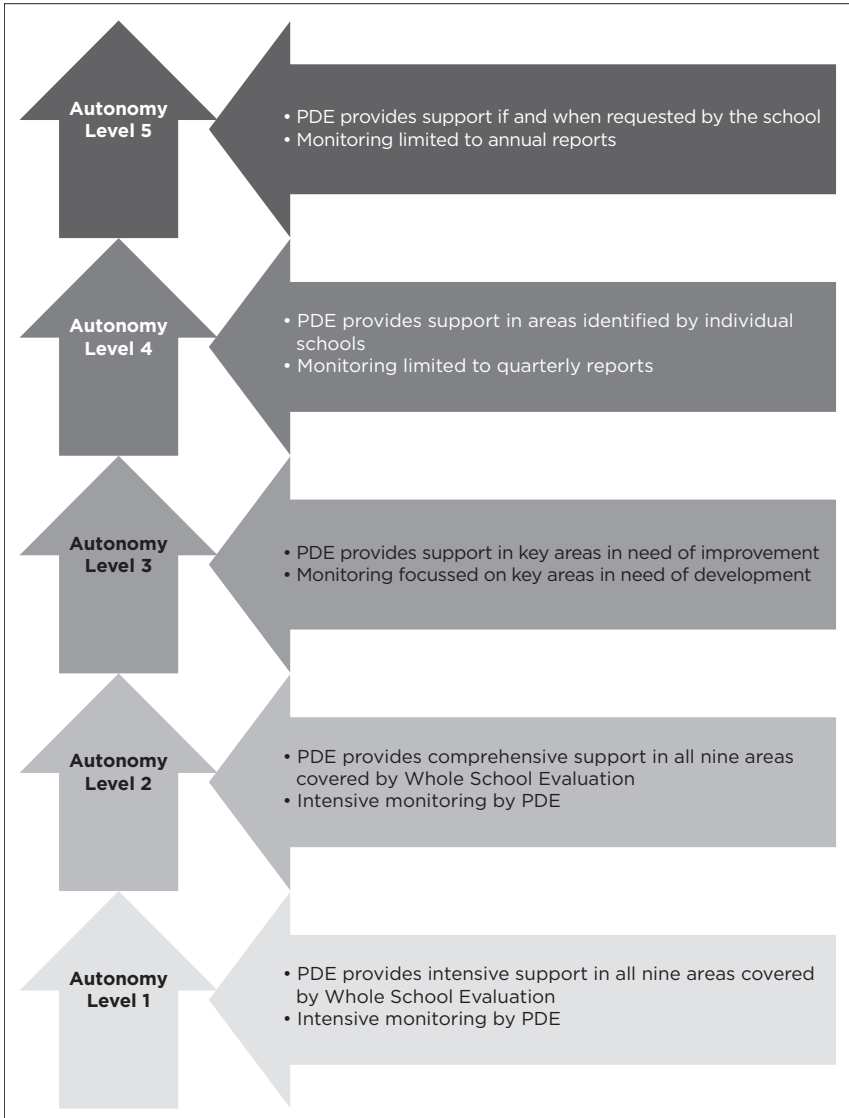 Autonomy
Level 5
• PDE provides support if and when requested by the school
• Monitoring limited to annual reports
Autonomy
Level 4
• PDE provides support in areas identified by individual
schools
• Monitoring limited to quarterly reports
Autonomy
Level 3
• PDE provides support in key areas in need of improvement
• Monitoring focussed on key areas in need of development
Autonomy
Level 2
• PDE provides comprehensive support in all nine areas
covered by Whole School Evaluation
• Intensive monitoring by PDE
Autonomy
Level 1
• PDE provides intensive support in all nine areas covered
by Whole School Evaluation
• Intensive monitoring by PDE